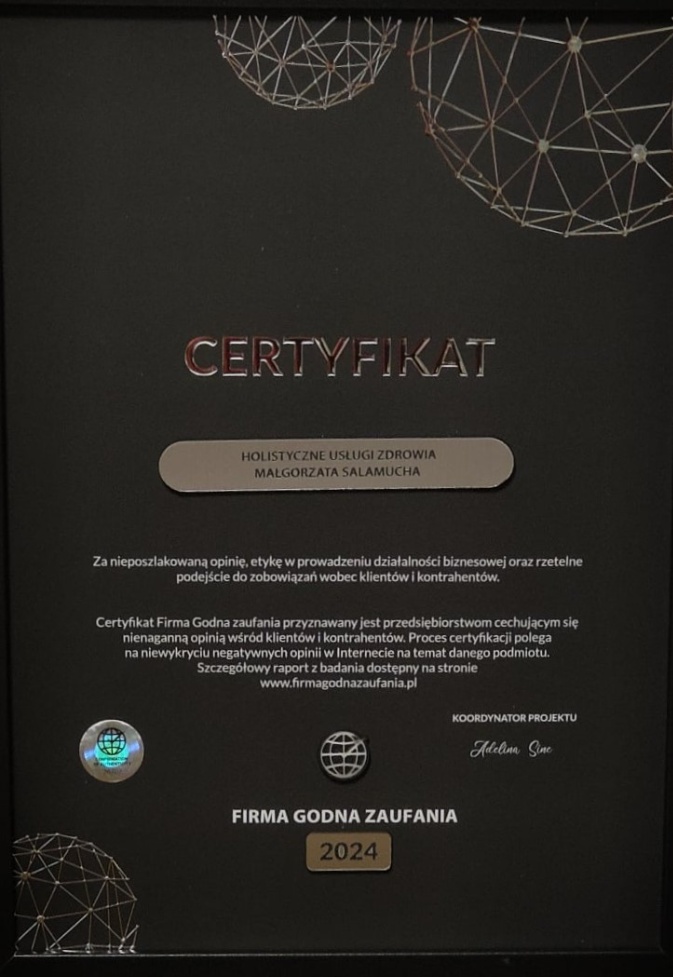 CERTYFIKAT
HOLISTYCZNE USŁUGI ZDROWIA
MAŁGORZATA SALAMUCHA
Za nieposzlakowaną opinię, etykę w prowadzeniu działalności biznesowej oraz rzetelne
podejście do zobowiązań wobec klientów i kontrahentów.
Certyfikat Firma Godna zaufania przyznawany jest przedsiębiorstwom cechującym się
nienaganną opinią wśród klientów i kontrahentów. Proces certyfikacji polega
na niewykryciu negatywnych opinii w Internecie na temat danego podmiotu.
Szczegółowy raport z badania dostępny na stronie
www.firmagodnazaufania.pl
KOORDYNATOR PROJEKTU
Adelina Sine
FIRMA GODNA ZAUFANIA
2024